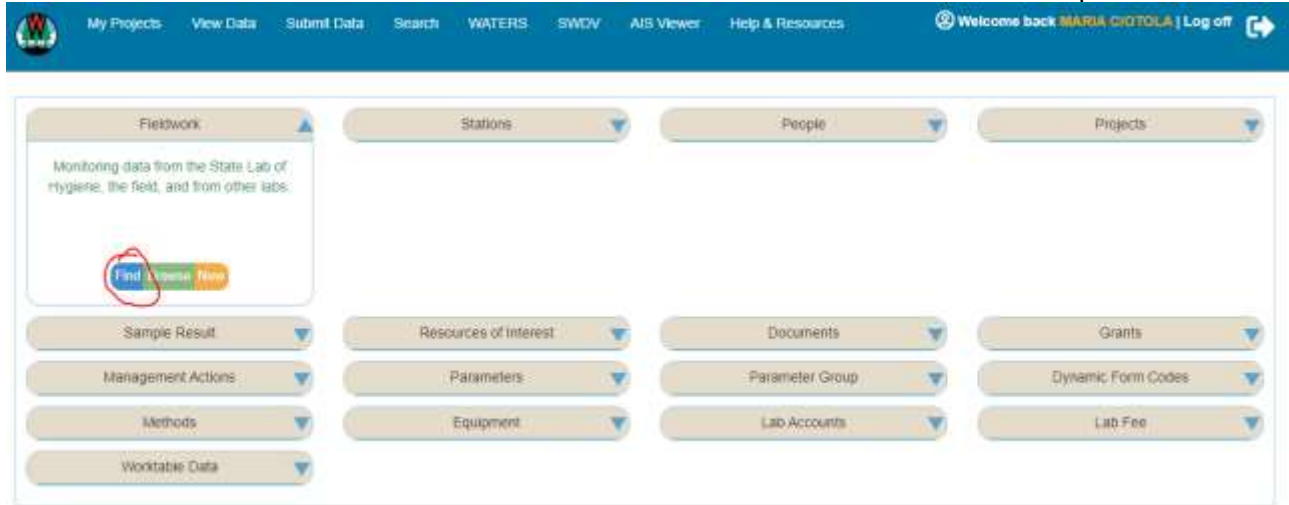 My Projects View Data Submit Data Search WATERS SWDV AIS Viewer Help & Resources Welcome back MARIA CIOTOLA | Log off
Fieldwork Stations People Projects
Monitoring data from the State Lab of
Hygiene, the field, and from other labs.
Find Browse New
Sample Result Resources of Interest Documents Grants
Management Actions Parameters Parameter Group Dynamic Form Codes
Methods Equipment Lab Accounts Lab Fee
Worktable Data